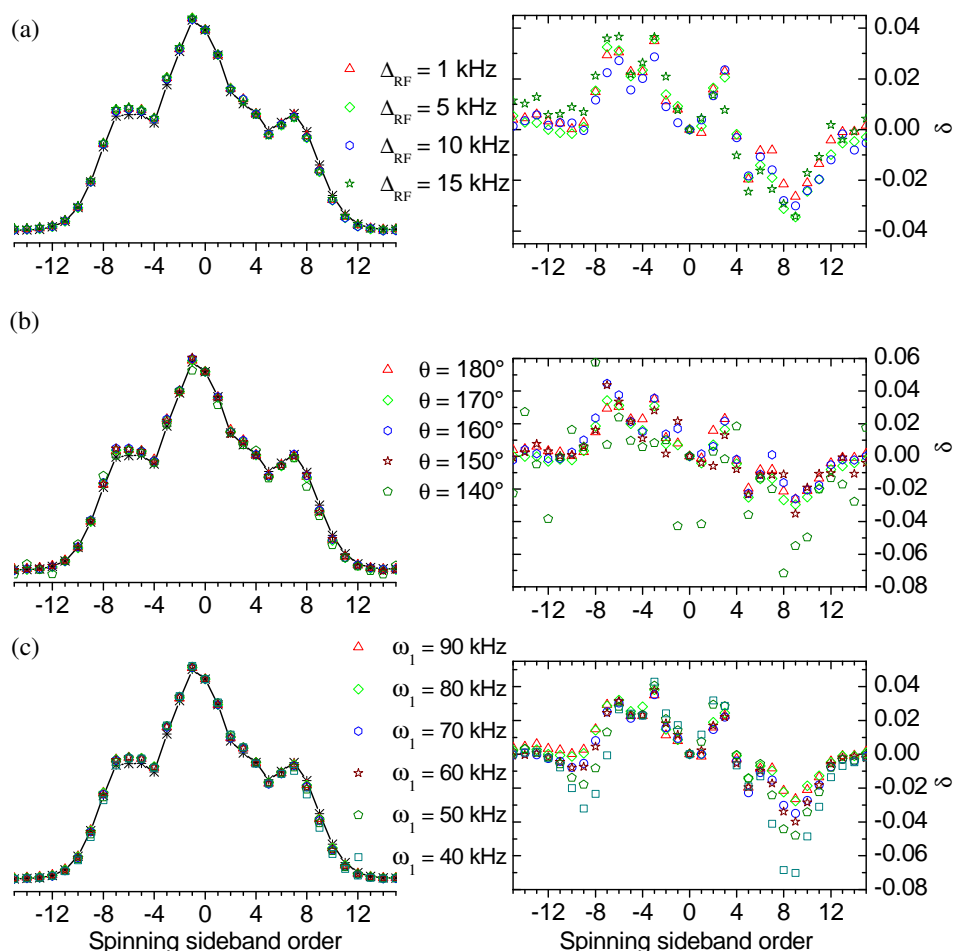 (a)
Δ_RF = 1 kHz
Δ_RF = 5 kHz
Δ_RF = 10 kHz
Δ_RF = 15 kHz
-12 -8 -4 0 4 8 12
0.04
0.02
0.00
-0.02
-0.04
δ
-12 -8 -4 0 4 8 12
(b)
θ = 180°
θ = 170°
θ = 160°
θ = 150°
θ = 140°
-12 -8 -4 0 4 8 12
0.06
0.04
0.02
0.00
-0.02
-0.04
-0.06
-0.08
δ
-12 -8 -4 0 4 8 12
(c)
ω_1 = 90 kHz
ω_1 = 80 kHz
ω_1 = 70 kHz
ω_1 = 60 kHz
ω_1 = 50 kHz
ω_1 = 40 kHz
-12 -8 -4 0 4 8 12
Spinning sideband order
0.04
0.02
0.00
-0.02
-0.04
-0.06
-0.08
δ
-12 -8 -4 0 4 8 12
Spinning sideband order